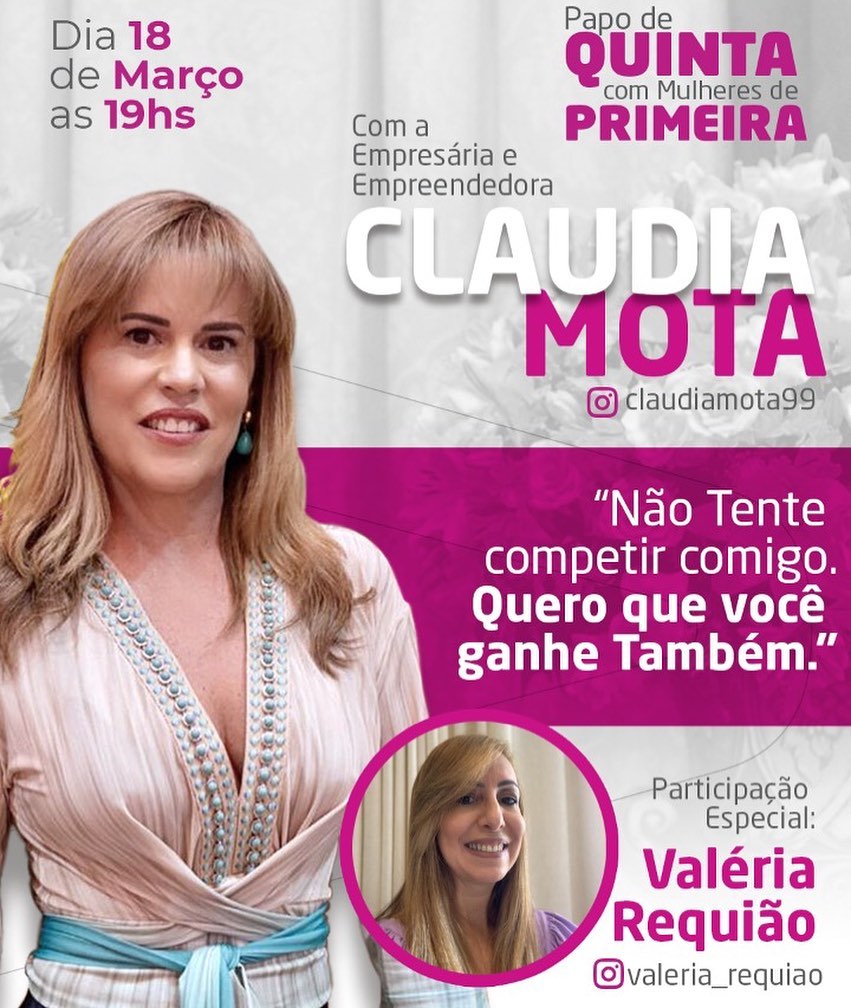 Dia 18
de Março
as 19hs
Papo de
QUINTA
com Mulheres de
PRIMEIRA
Com a
Empresária e
Empreendedora
CLAUDIA
MOTA
claudiamota99
“Não Tente
competir comigo.
Quero que você
ganhe Também.”
Participação
Especial:
Valéria
Requião
valeria_requiao